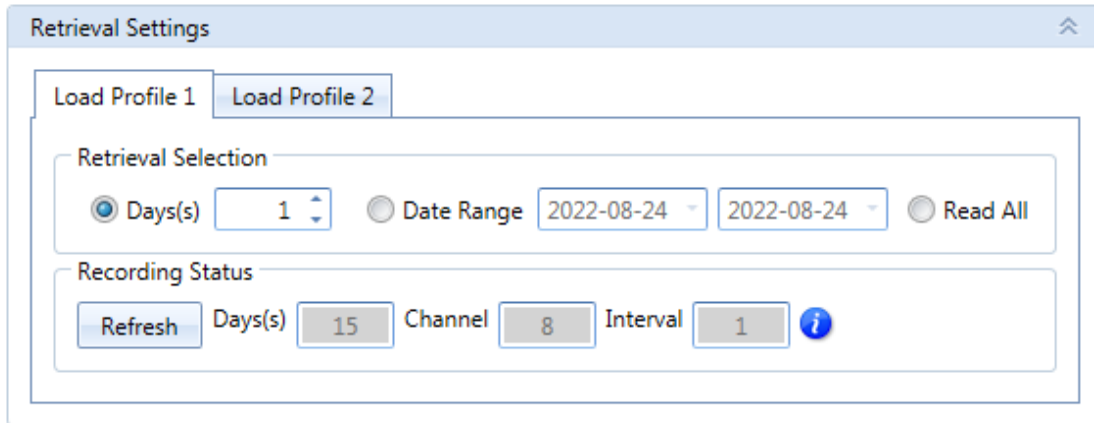 Retrieval Settings
Load Profile 1 Load Profile 2
Retrieval Selection
Days(s) 1 Date Range 2022-08-24 2022-08-24 Read All
Recording Status
Refresh Days(s) 15 Channel 8 Interval 1 i